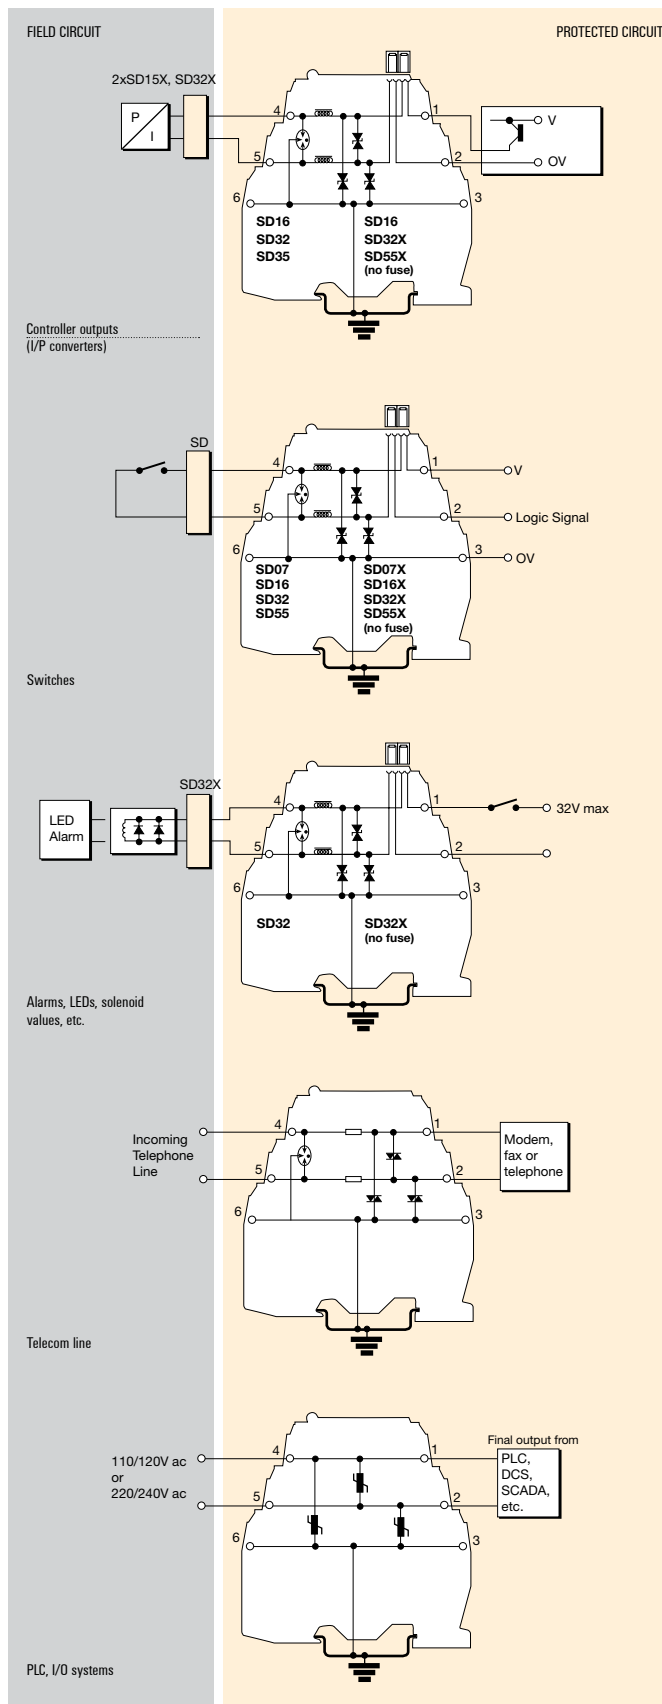 FIELD CIRCUIT
PROTECTED CIRCUIT
2xSD15X, SD32X
P
I
4
5
6
1
2
3
V
OV
SD16
SD32
SD35
SD16
SD32X
SD55X
(no fuse)
Controller outputs
(I/P converters)
SD
4
5
6
1
2
3
V
Logic Signal
OV
SD07
SD16
SD32
SD55
SD07X
SD16X
SD32X
SD55X
(no fuse)
Switches
SD32X
LED
Alarm
4
5
6
1
2
3
32V max
SD32
SD32X
(no fuse)
Alarms, LEDs, solenoid
values, etc.
Incoming
Telephone
Line
4
5
6
1
2
3
Modem,
fax or
telephone
Telecom line
110/120V ac
or
220/240V ac
4
5
6
1
2
3
Final output from
PLC,
DCS,
SCADA,
etc.
PLC, I/O systems